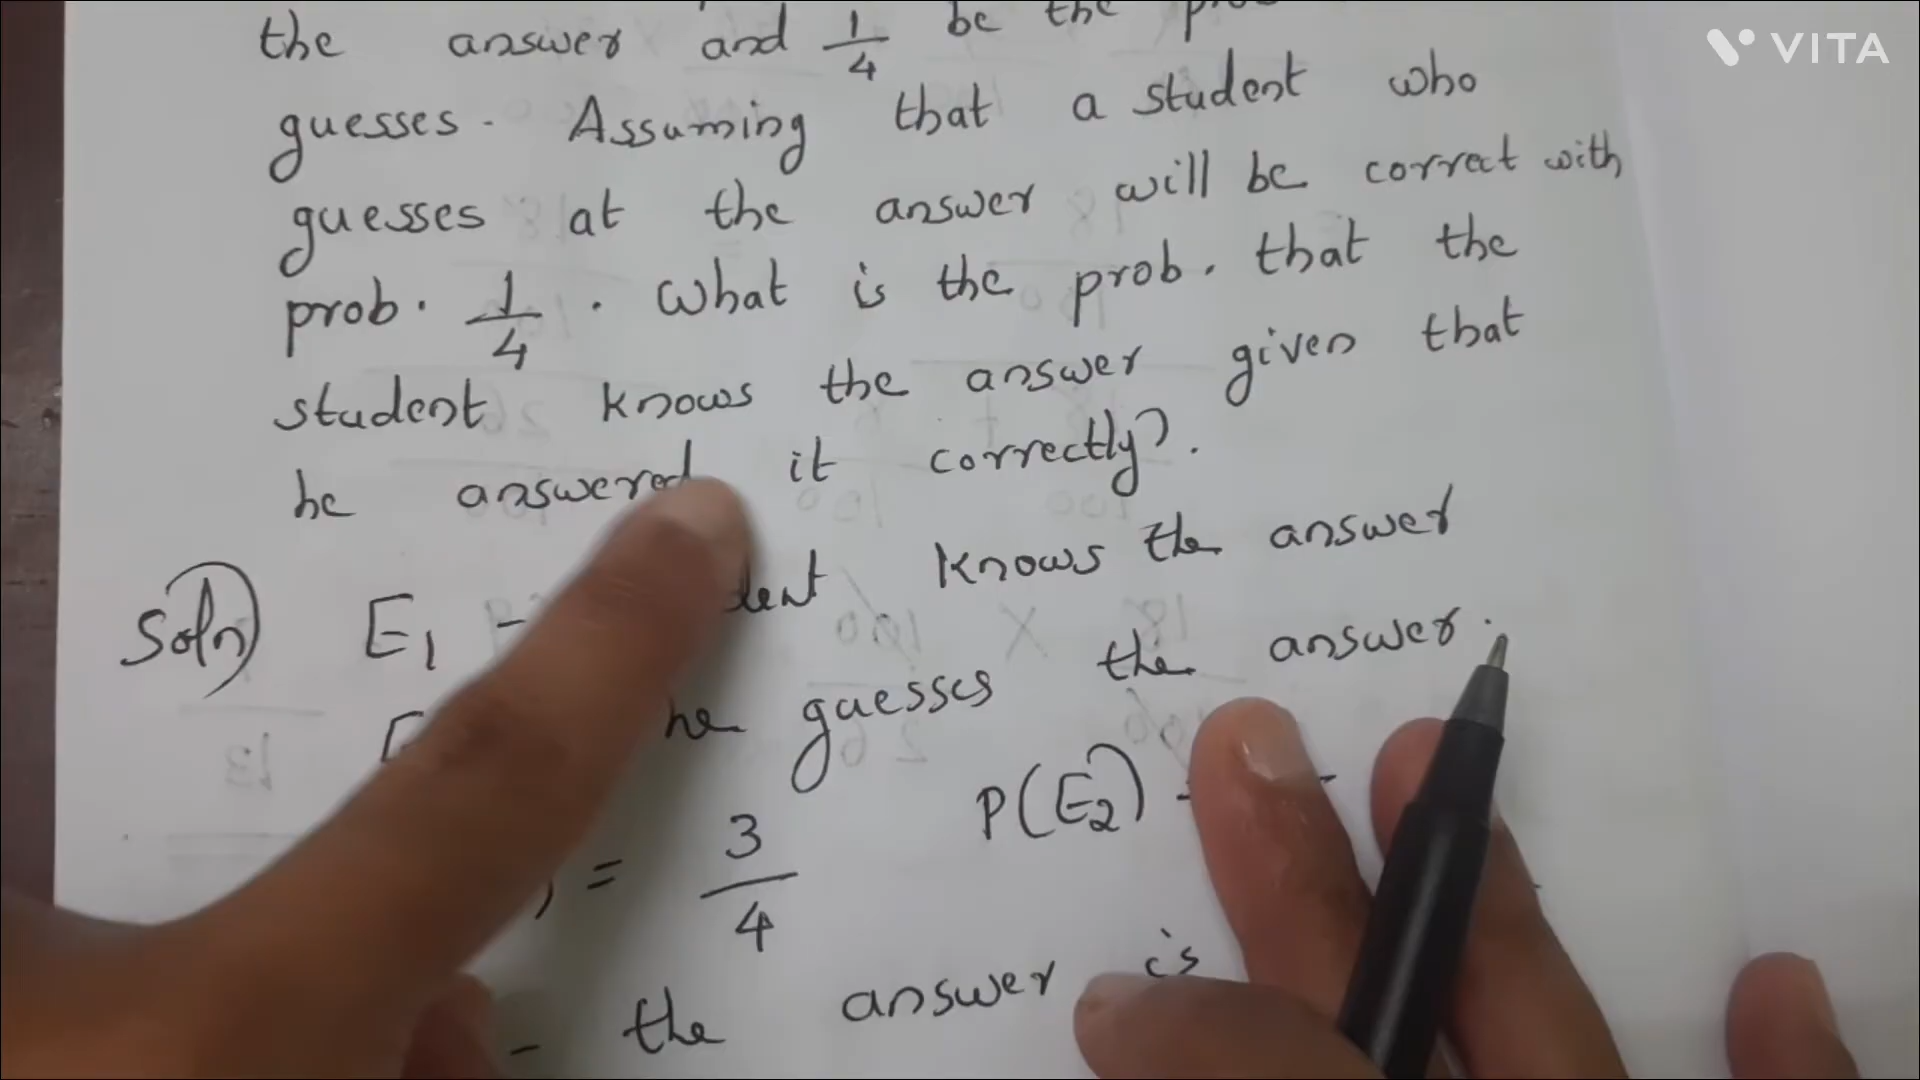 the answer and 1/4 be the
guesses. Assuming that a student who
guesses at the answer will be correct with
prob. 1/4. What is the prob. that the
student knows the answer given that
he answered it correctly?.
Soln) E1 - knows the answer
he guesses the answer.
= 3/4 P(E2)
- the answer is
VITA